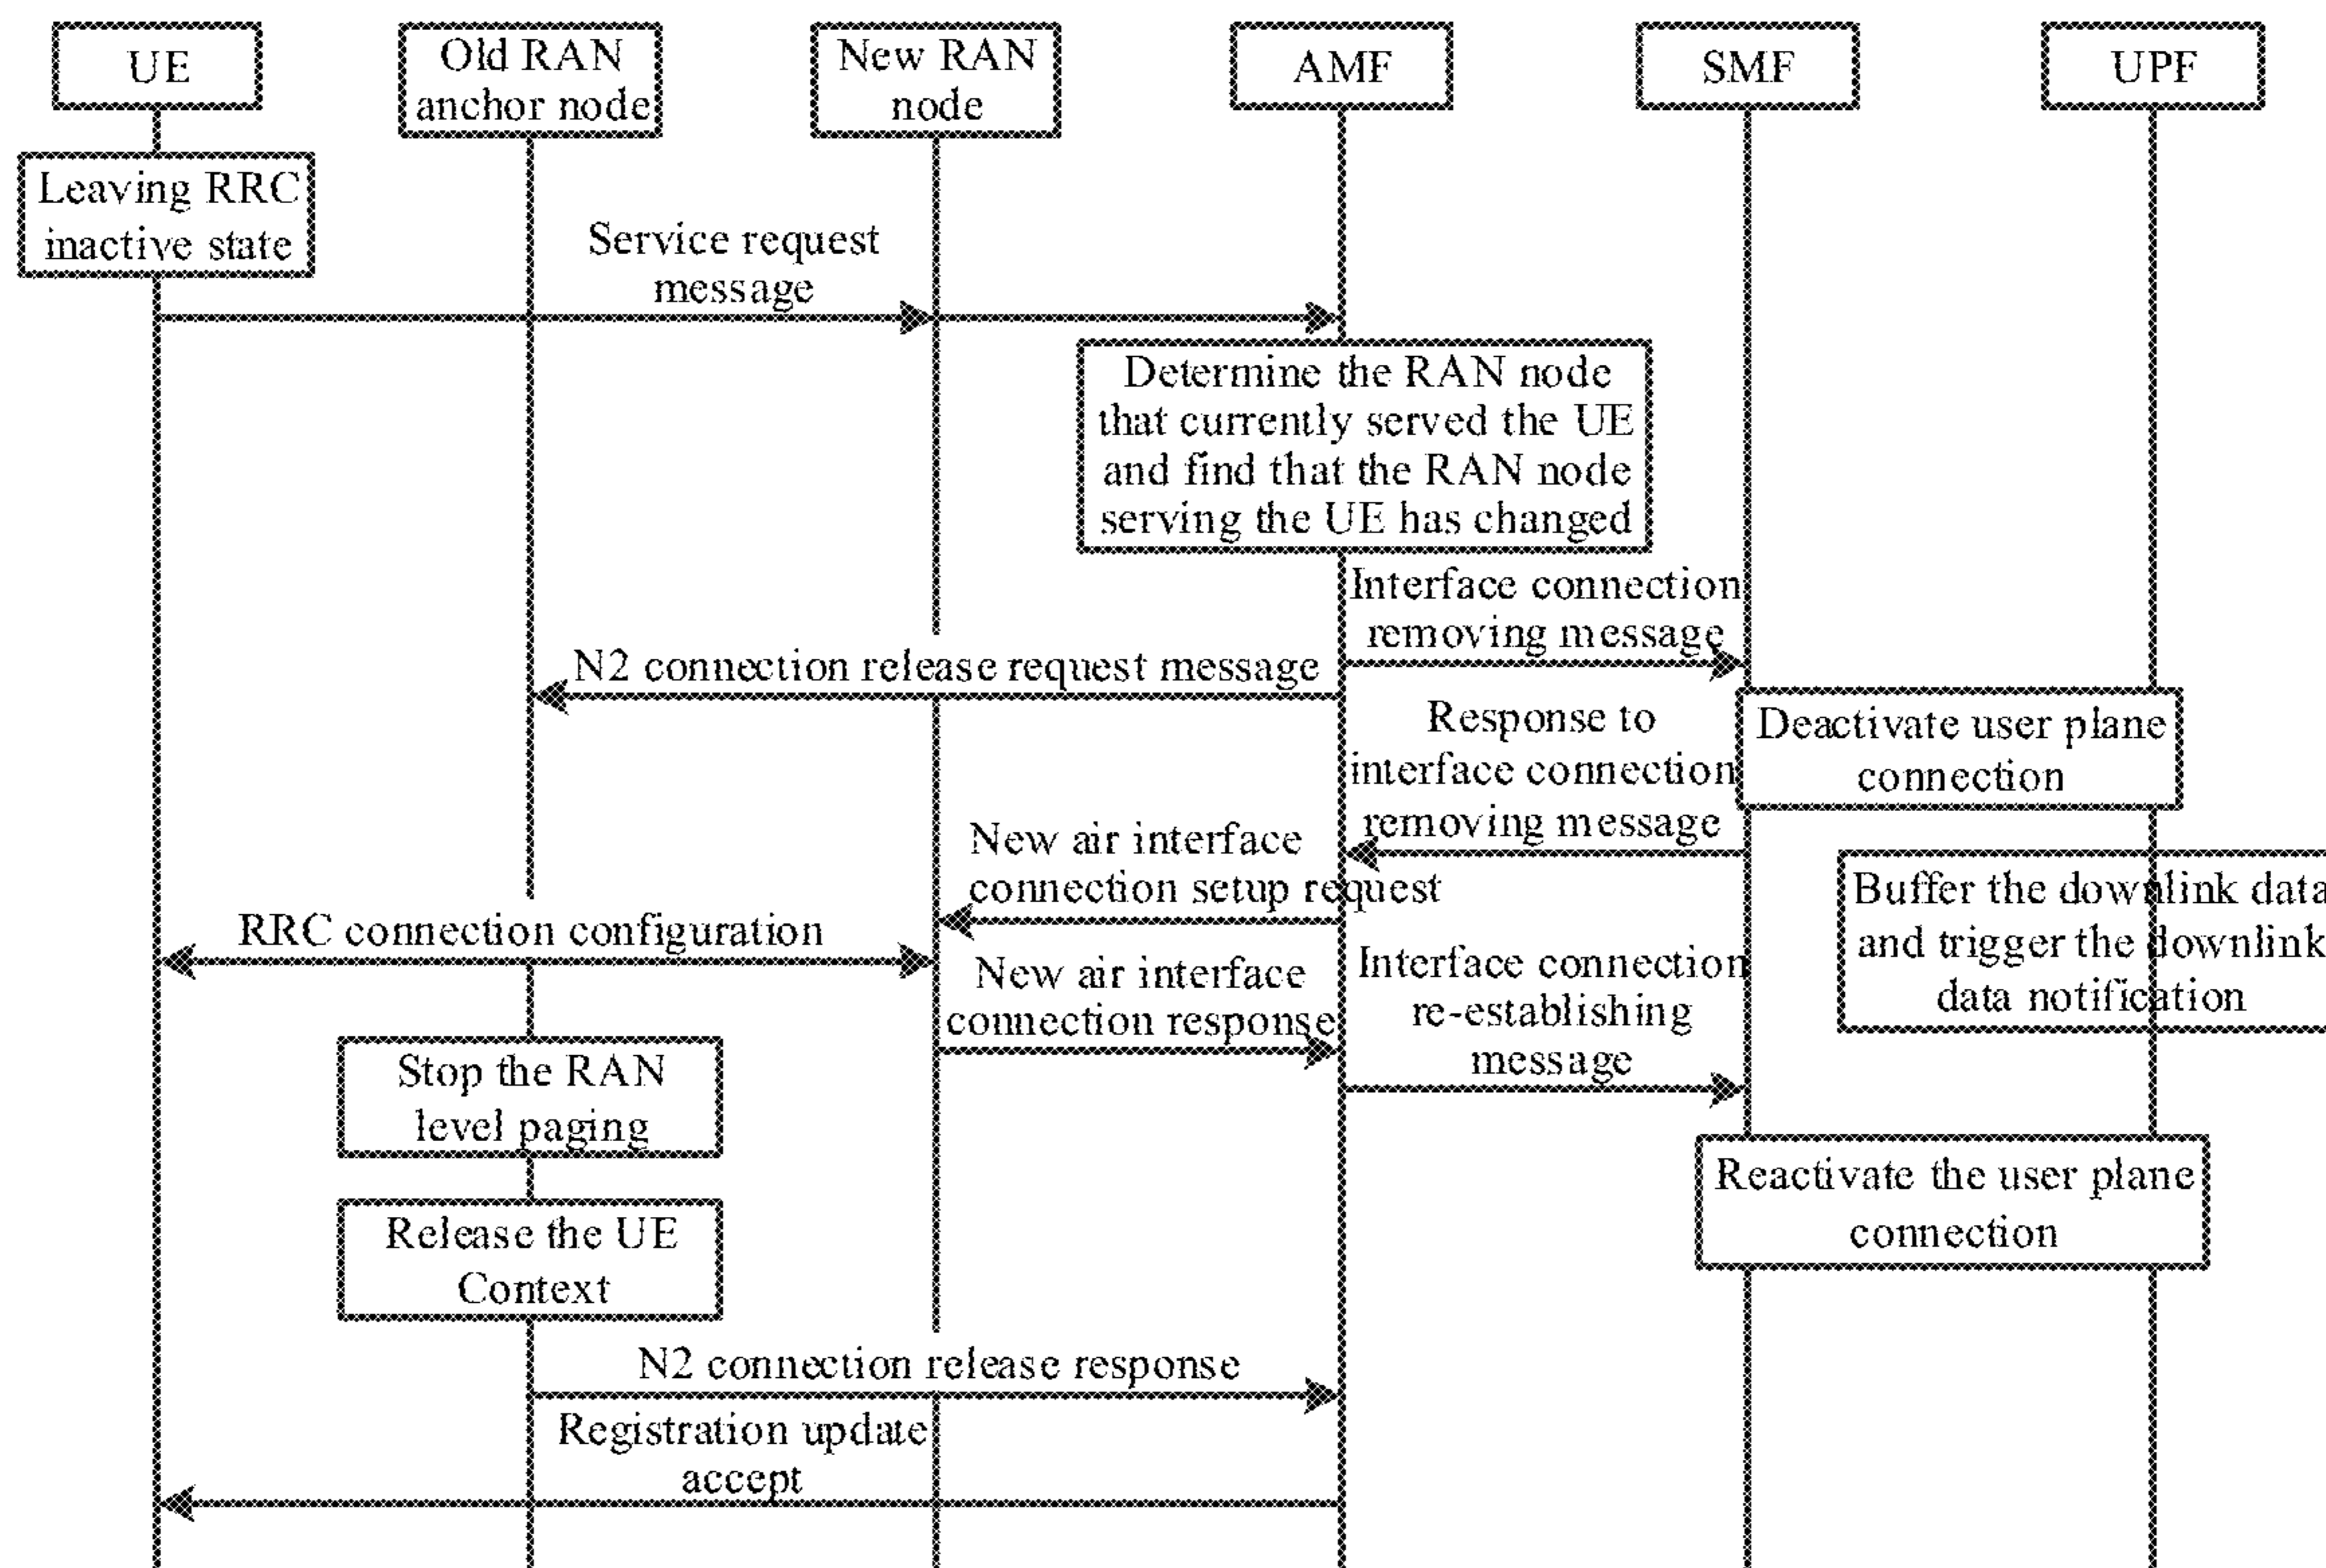 UE
Old RAN
anchor node
New RAN
node
AMF
SMF
UPF
Leaving RRC
inactive state
Service request
message
Determine the RAN node
that currently served the UE
and find that the RAN node
serving the UE has changed
Interface connection
removing message
N2 connection release request message
Deactivate user plane
connection
Response to
interface connection
removing message
New air interface
connection setup request
Buffer the downlink data
and trigger the downlink
data notification
RRC connection configuration
New air interface
connection response
Interface connection
re-establishing
message
Stop the RAN
level paging
Reactivate the user plane
connection
Release the UE
Context
N2 connection release response
Registration update
accept